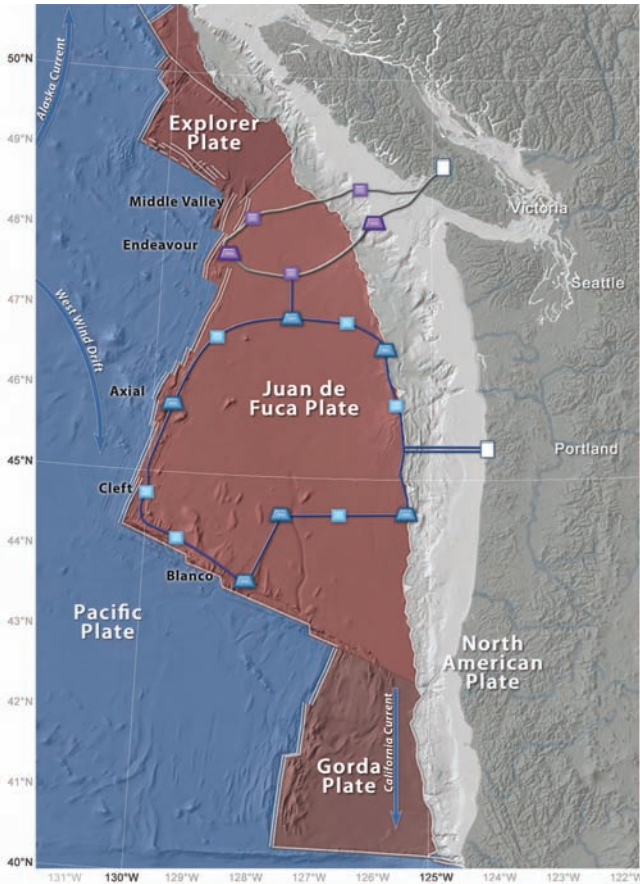 50°N
Alaska Current
49°N
Explorer
Plate
Middle Valley
48°N
Victoria
Endeavour
47°N
Seattle
West Wind Drift
46°N
Axial
Juan de
Fuca Plate
45°N
Portland
Cleft
44°N
Blanco
Pacific
Plate
43°N
North
American
Plate
42°N
California Current
41°N
Gorda
Plate
40°N
131°W
130°W
128°W
127°W
126°W
125°W
124°W
123°W
122°W